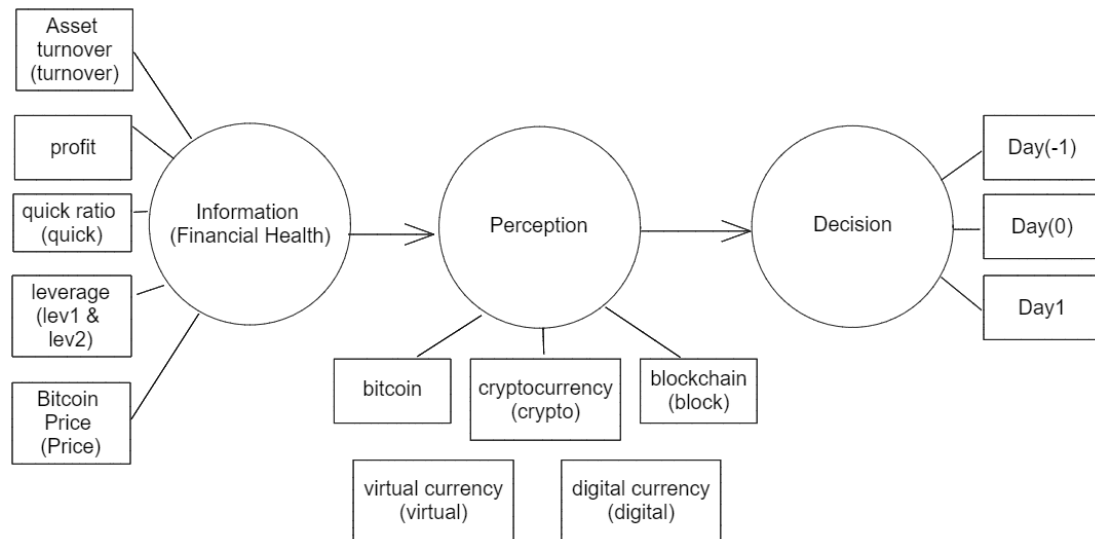 Asset
turnover
(turnover)
profit
quick ratio
(quick)
leverage
(lev1 &
lev2)
Bitcoin
Price
(Price)
Information
(Financial Health)
Perception
bitcoin
cryptocurrency
(crypto)
blockchain
(block)
virtual currency
(virtual)
digital currency
(digital)
Decision
Day(-1)
Day(0)
Day1